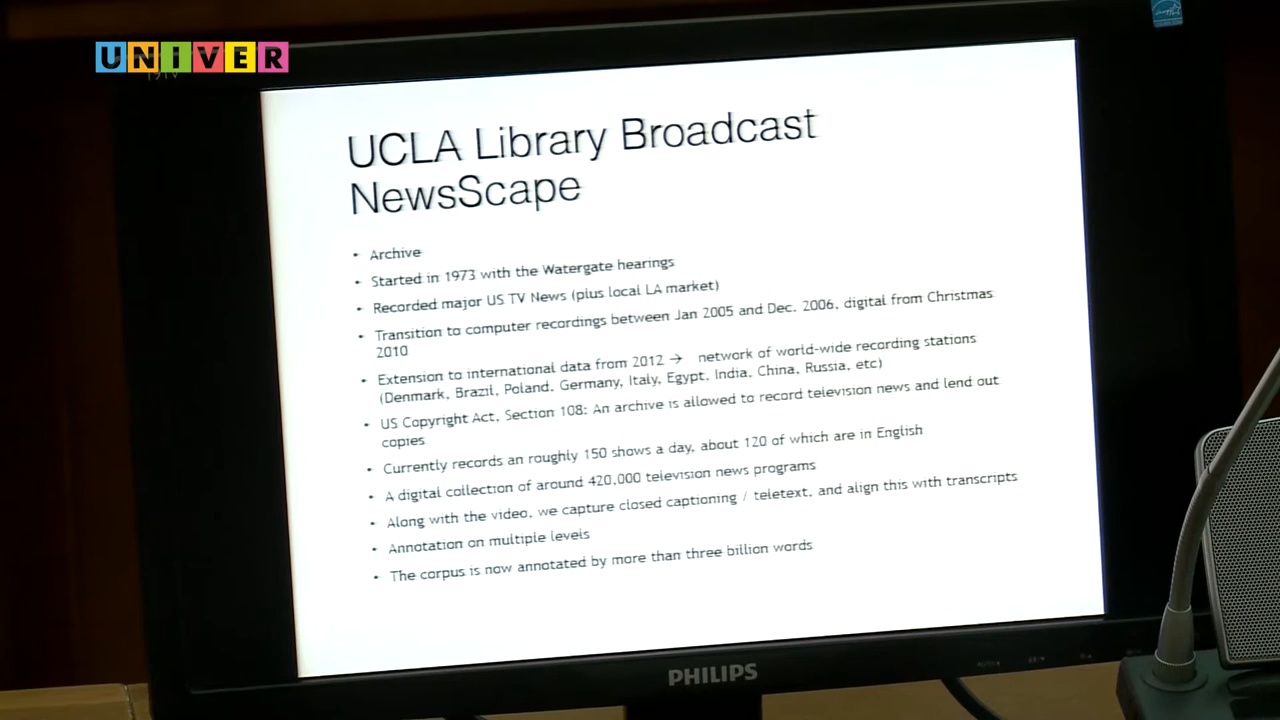 UNIVER
UCLA Library Broadcast
NewsScape
• Archive
• Started in 1973 with the Watergate hearings
• Recorded major US TV News (plus local LA market)
• Transition to computer recordings between Jan 2005 and Dec. 2006, digital from Christmas
2010
• Extension to international data from 2012 → network of world-wide recording stations
(Denmark, Brazil, Poland, Germany, Italy, Egypt, India, China, Russia, etc)
• US Copyright Act, Section 108: An archive is allowed to record television news and lend out
copies
• Currently records an roughly 150 shows a day, about 120 of which are in English
• A digital collection of around 420,000 television news programs
• Along with the video, we capture closed captioning / teletext, and align this with transcripts
• Annotation on multiple levels
• The corpus is now annotated by more than three billion words
PHILIPS